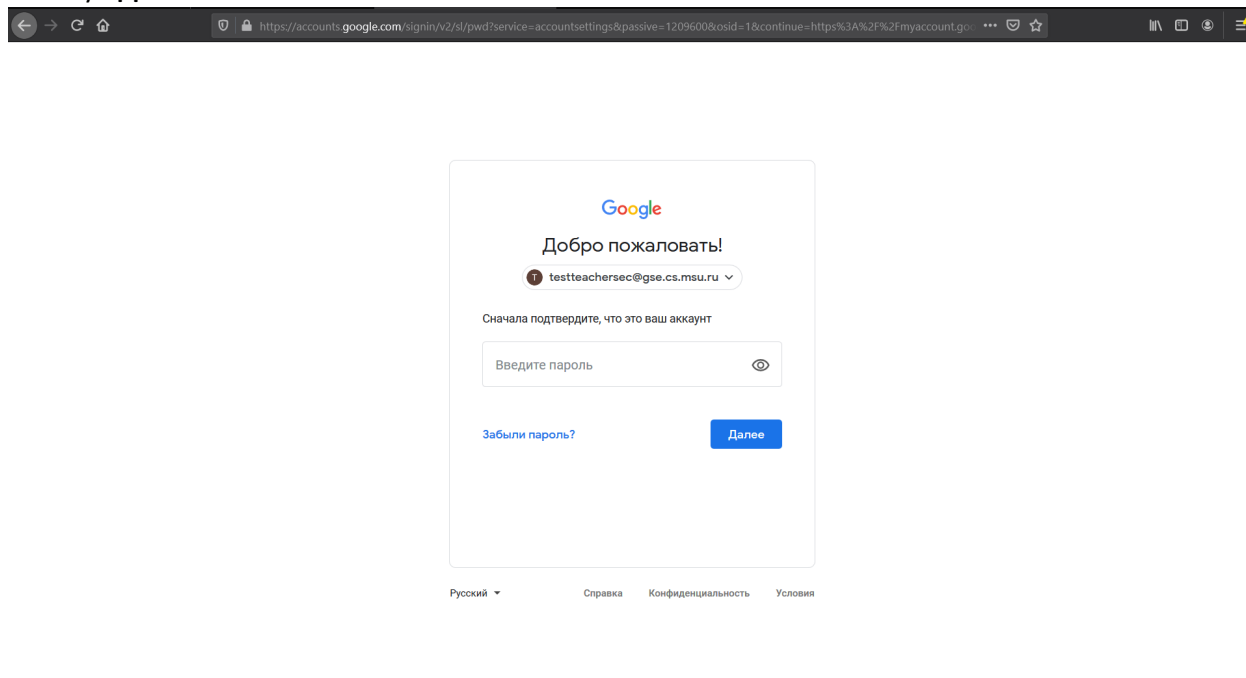 https://accounts.google.com/signin/v2/sl/pwd?service=accountsettings&passive=1209600&osid=1&continue=https%3A%2F%2Fmyaccount.goo
Google
Добро пожаловать!
T testteachersec@gse.cs.msu.ru
Сначала подтвердите, что это ваш аккаунт
Введите пароль
Забыли пароль? Далее
Русский Справка Конфиденциальность Условия